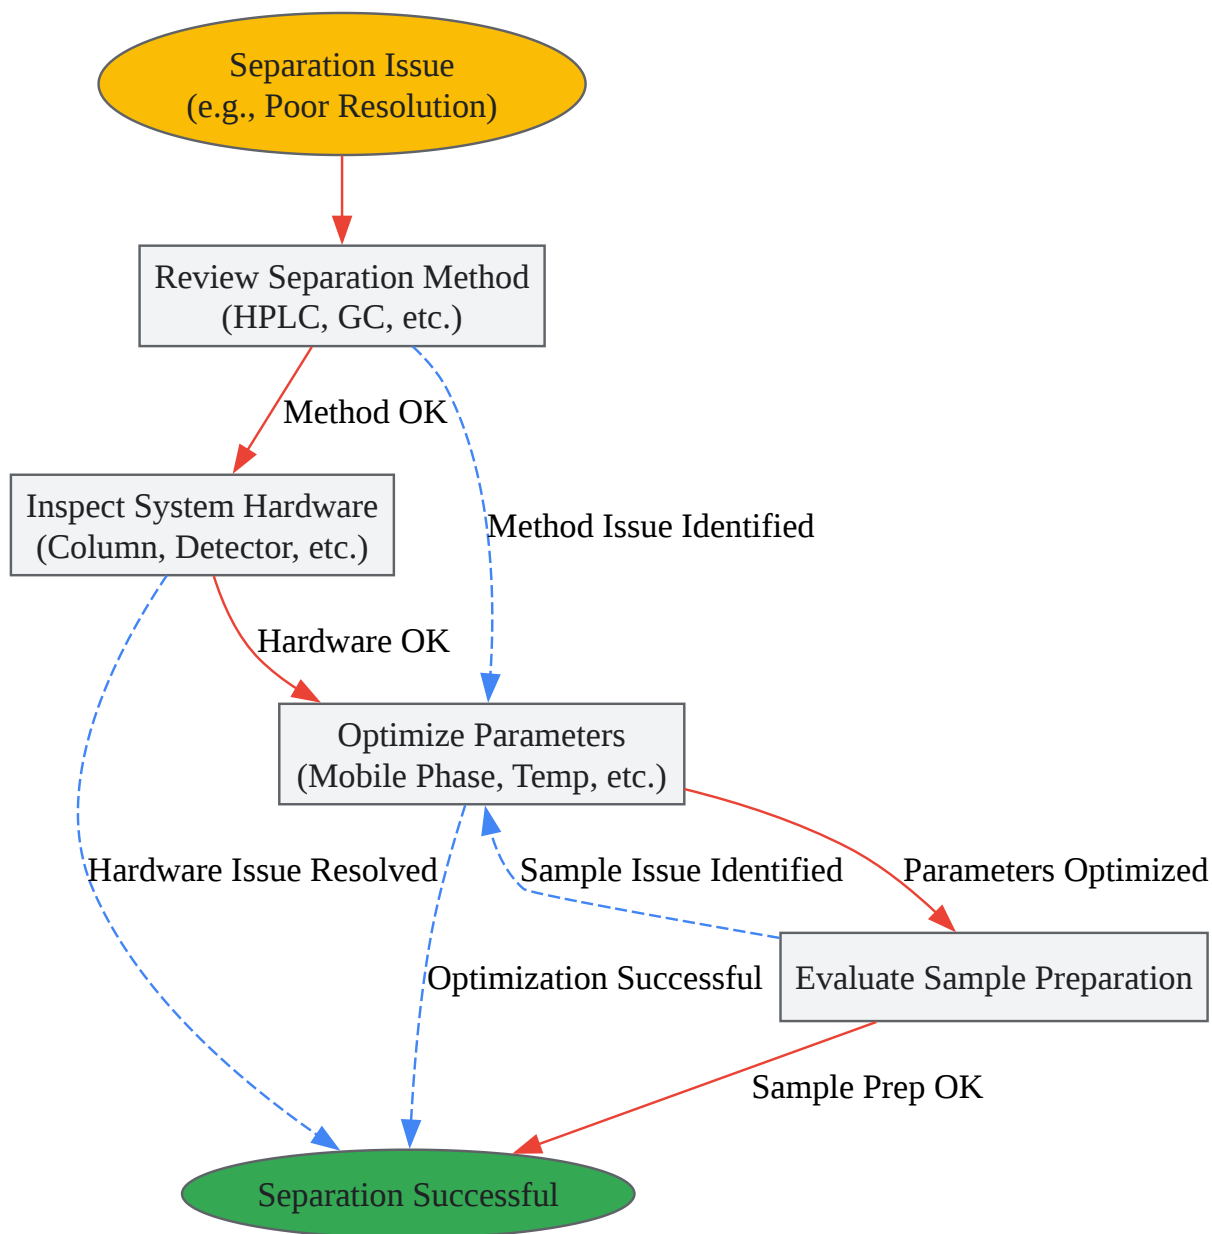 Separation Issue
(e.g., Poor Resolution)
Review Separation Method
(HPLC, GC, etc.)
Method OK
Inspect System Hardware
(Column, Detector, etc.)
Method Issue Identified
Hardware OK
Optimize Parameters
(Mobile Phase, Temp, etc.)
Hardware Issue Resolved
Sample Issue Identified
Parameters Optimized
Optimization Successful
Evaluate Sample Preparation
Sample Prep OK
Separation Successful